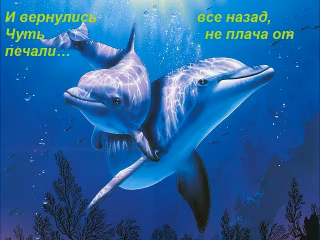 И вернулись все назад,
Чуть не плача от
печали…